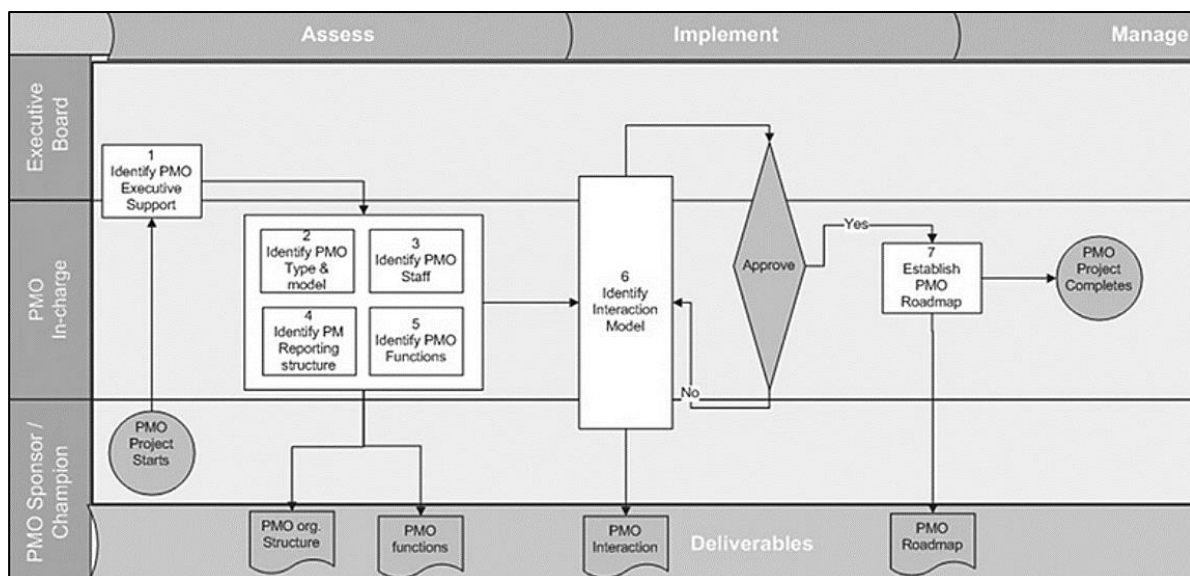 Assess
Implement
Manage
Executive
Board
1
Identify PMO
Executive
Support
PMO
In-charge
2
Identify PMO
Type & model
3
Identify PMO
Staff
4
Identify PM
Reporting
structure
5
Identify PMO
Functions
6
Identify
Interaction
Model
Approve
Yes
No
7
Establish
PMO
Roadmap
PMO
Project
Completes
PMO Sponsor /
Champion
PMO
Project
Starts
PMO org.
Structure
PMO
functions
PMO
Interaction
Deliverables
PMO
Roadmap